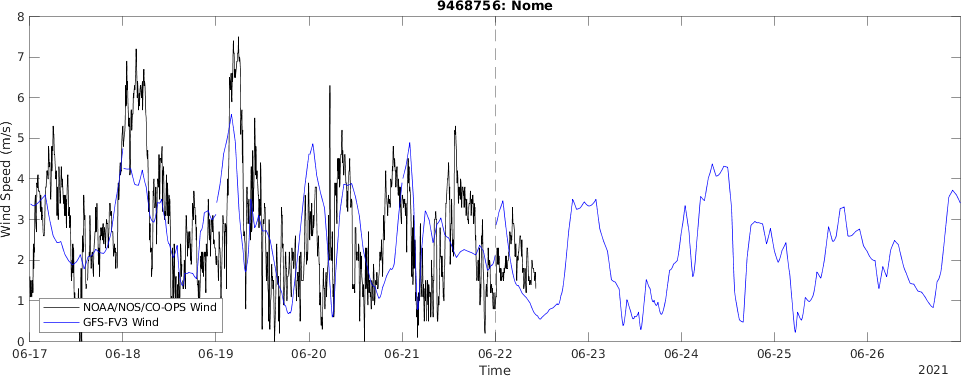 9468756: Nome
8
7
6
5
4
3
2
1
0
Wind Speed (m/s)
NOAA/NOS/CO-OPS Wind
GFS-FV3 Wind
06-17 06-18 06-19 06-20 06-21 06-22 06-23 06-24 06-25 06-26
Time
2021